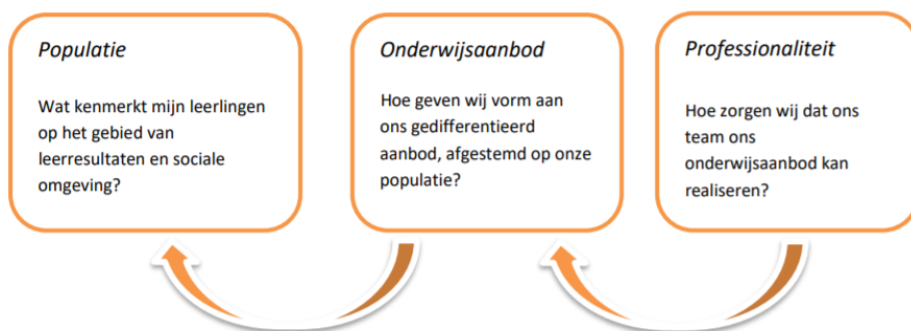 Populatie
Wat kenmerkt mijn leerlingen
op het gebied van
leerresultaten en sociale
omgeving?
Onderwijsaanbod
Hoe geven wij vorm aan
ons gedifferentieerd
aanbod, afgestemd op onze
populatie?
Professionaliteit
Hoe zorgen wij dat ons
team ons
onderwijsaanbod kan
realiseren?